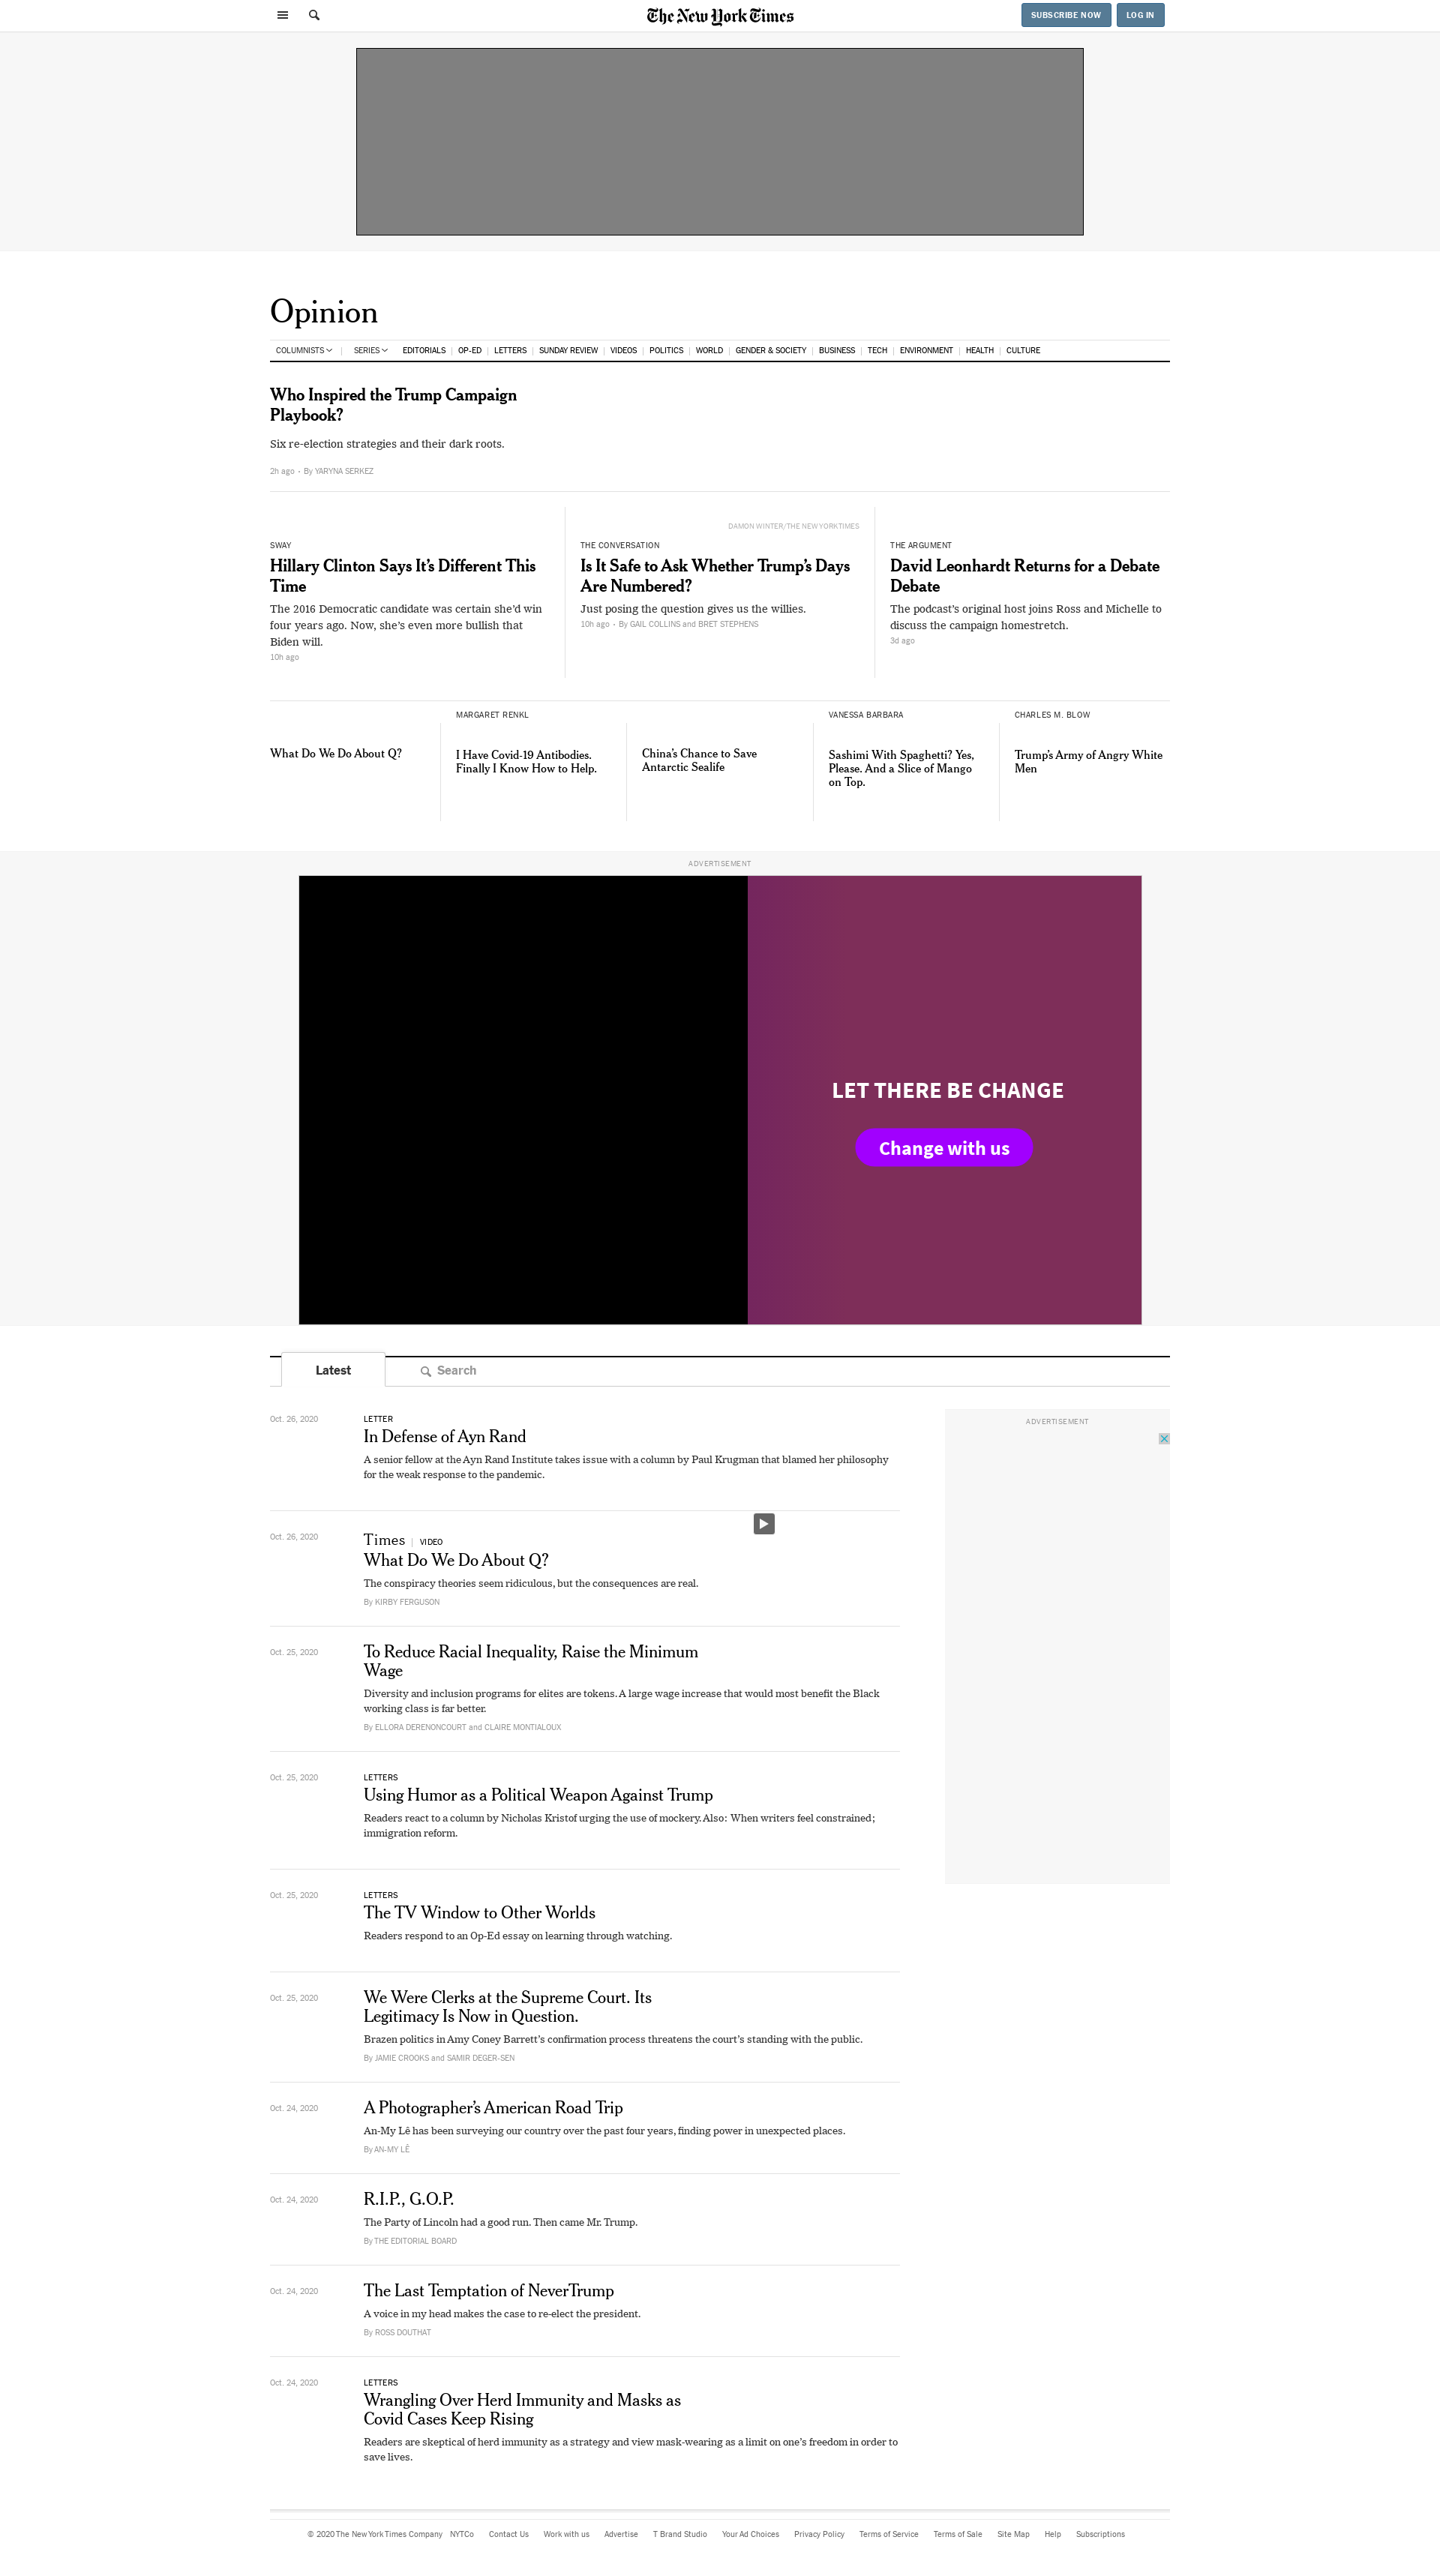 The New York Times
SUBSCRIBE NOW
LOG IN
Opinion
COLUMNISTS
SERIES
EDITORIALS
OP-ED
LETTERS
SUNDAY REVIEW
VIDEOS
POLITICS
WORLD
GENDER & SOCIETY
BUSINESS
TECH
ENVIRONMENT
HEALTH
CULTURE
Who Inspired the Trump Campaign
Playbook?
Six re-election strategies and their dark roots.
2h ago • By YARYNA SERKEZ
SWAY
Hillary Clinton Says It’s Different This
Time
The 2016 Democratic candidate was certain she’d win
four years ago. Now, she’s even more bullish that
Biden will.
10h ago
DAMON WINTER/THE NEW YORK TIMES
THE CONVERSATION
Is It Safe to Ask Whether Trump’s Days
Are Numbered?
Just posing the question gives us the willies.
10h ago • By GAIL COLLINS and BRET STEPHENS
THE ARGUMENT
David Leonhardt Returns for a Debate
Debate
The podcast’s original host joins Ross and Michelle to
discuss the campaign homestretch.
3d ago
What Do We Do About Q?
MARGARET RENKL
I Have Covid-19 Antibodies.
Finally I Know How to Help.
China’s Chance to Save
Antarctic Sealife
VANESSA BARBARA
Sashimi With Spaghetti? Yes,
Please. And a Slice of Mango
on Top.
CHARLES M. BLOW
Trump’s Army of Angry White
Men
ADVERTISEMENT
LET THERE BE CHANGE
Change with us
Latest
Search
Oct. 26, 2020
LETTER
In Defense of Ayn Rand
A senior fellow at the Ayn Rand Institute takes issue with a column by Paul Krugman that blamed her philosophy
for the weak response to the pandemic.
ADVERTISEMENT
Oct. 26, 2020
Times | VIDEO
What Do We Do About Q?
The conspiracy theories seem ridiculous, but the consequences are real.
By KIRBY FERGUSON
Oct. 25, 2020
To Reduce Racial Inequality, Raise the Minimum
Wage
Diversity and inclusion programs for elites are tokens. A large wage increase that would most benefit the Black
working class is far better.
By ELLORA DERENONCOURT and CLAIRE MONTIALOUX
Oct. 25, 2020
LETTERS
Using Humor as a Political Weapon Against Trump
Readers react to a column by Nicholas Kristof urging the use of mockery. Also: When writers feel constrained;
immigration reform.
Oct. 25, 2020
LETTERS
The TV Window to Other Worlds
Readers respond to an Op-Ed essay on learning through watching.
Oct. 25, 2020
We Were Clerks at the Supreme Court. Its
Legitimacy Is Now in Question.
Brazen politics in Amy Coney Barrett’s confirmation process threatens the court’s standing with the public.
By JAMIE CROOKS and SAMIR DEGER-SEN
Oct. 24, 2020
A Photographer’s American Road Trip
An-My Lê has been surveying our country over the past four years, finding power in unexpected places.
By AN-MY LÊ
Oct. 24, 2020
R.I.P., G.O.P.
The Party of Lincoln had a good run. Then came Mr. Trump.
By THE EDITORIAL BOARD
Oct. 24, 2020
The Last Temptation of NeverTrump
A voice in my head makes the case to re-elect the president.
By ROSS DOUTHAT
Oct. 24, 2020
LETTERS
Wrangling Over Herd Immunity and Masks as
Covid Cases Keep Rising
Readers are skeptical of herd immunity as a strategy and view mask-wearing as a limit on one’s freedom in order to
save lives.
© 2020 The New York Times Company
NYTCo
Contact Us
Work with us
Advertise
T Brand Studio
Your Ad Choices
Privacy Policy
Terms of Service
Terms of Sale
Site Map
Help
Subscriptions